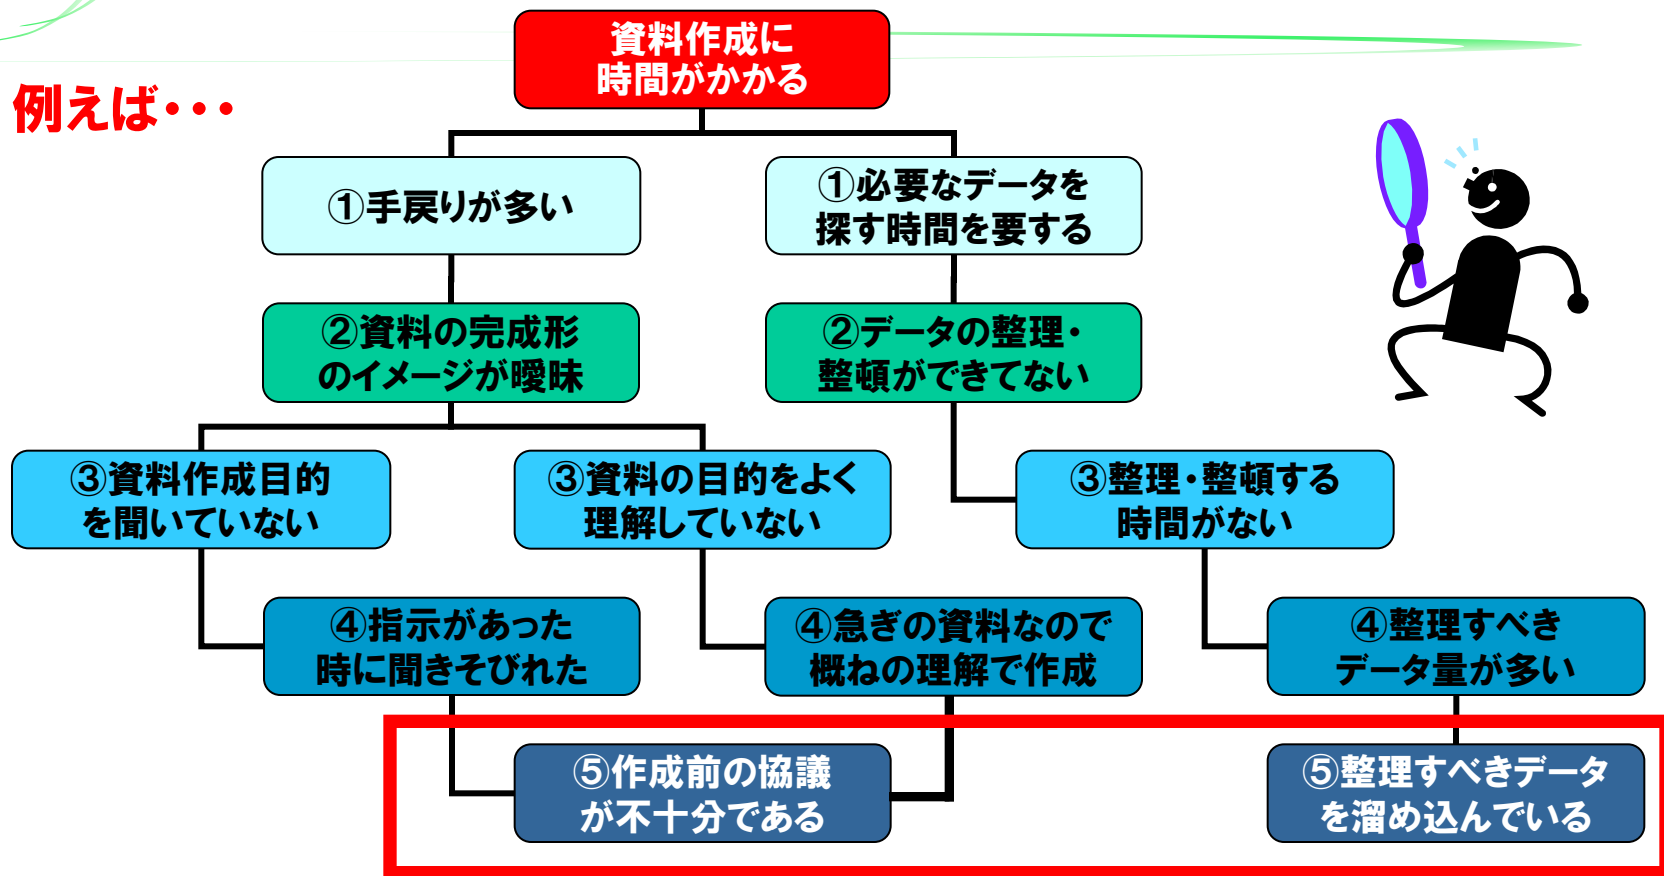 資料作成に
時間がかかる
例えば・・・
①手戻りが多い
①必要なデータを
探す時間を要する
②資料の完成形
のイメージが曖昧
②データの整理・
整頓ができてない
③資料作成目的
を聞いていない
③資料の目的をよく
理解していない
③整理・整頓する
時間がない
④指示があった
時に聞きそびれた
④急ぎの資料なので
概ねの理解で作成
④整理すべき
データ量が多い
⑤作成前の協議
が不十分である
⑤整理すべきデータ
を溜め込んでいる